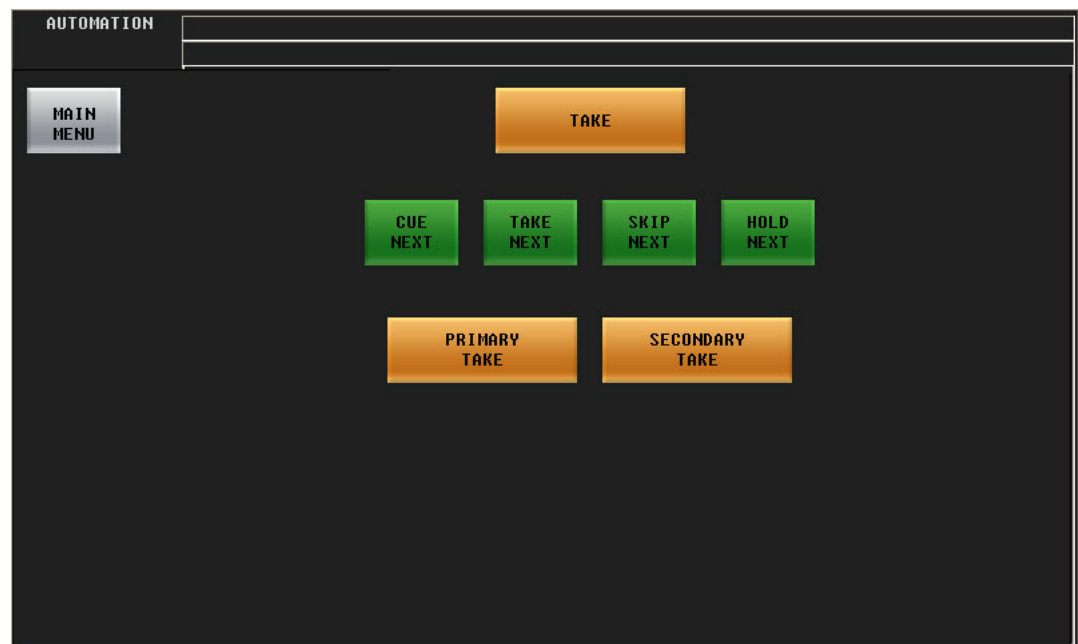 AUTOMATION
MAIN
MENU
TAKE
CUE
NEXT
TAKE
NEXT
SKIP
NEXT
HOLD
NEXT
PRIMARY
TAKE
SECONDARY
TAKE